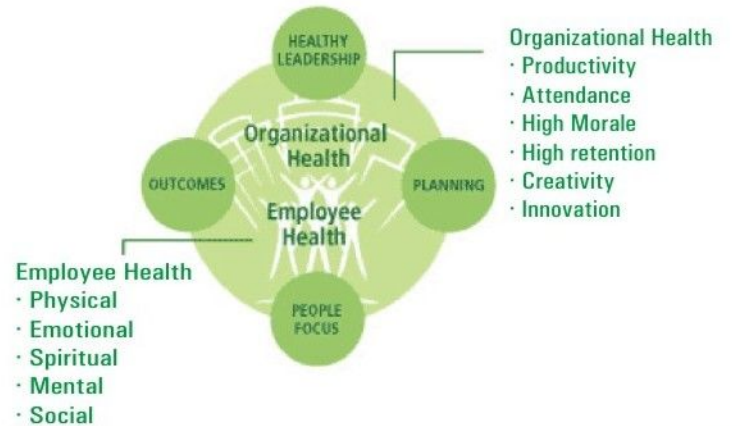 HEALTHY
LEADERSHIP
Organizational Health
· Productivity
· Attendance
· High Morale
· High retention
· Creativity
· Innovation
Organizational
Health
OUTCOMES
PLANNING
Employee
Health
Employee Health
· Physical
· Emotional
· Spiritual
· Mental
· Social
PEOPLE
FOCUS